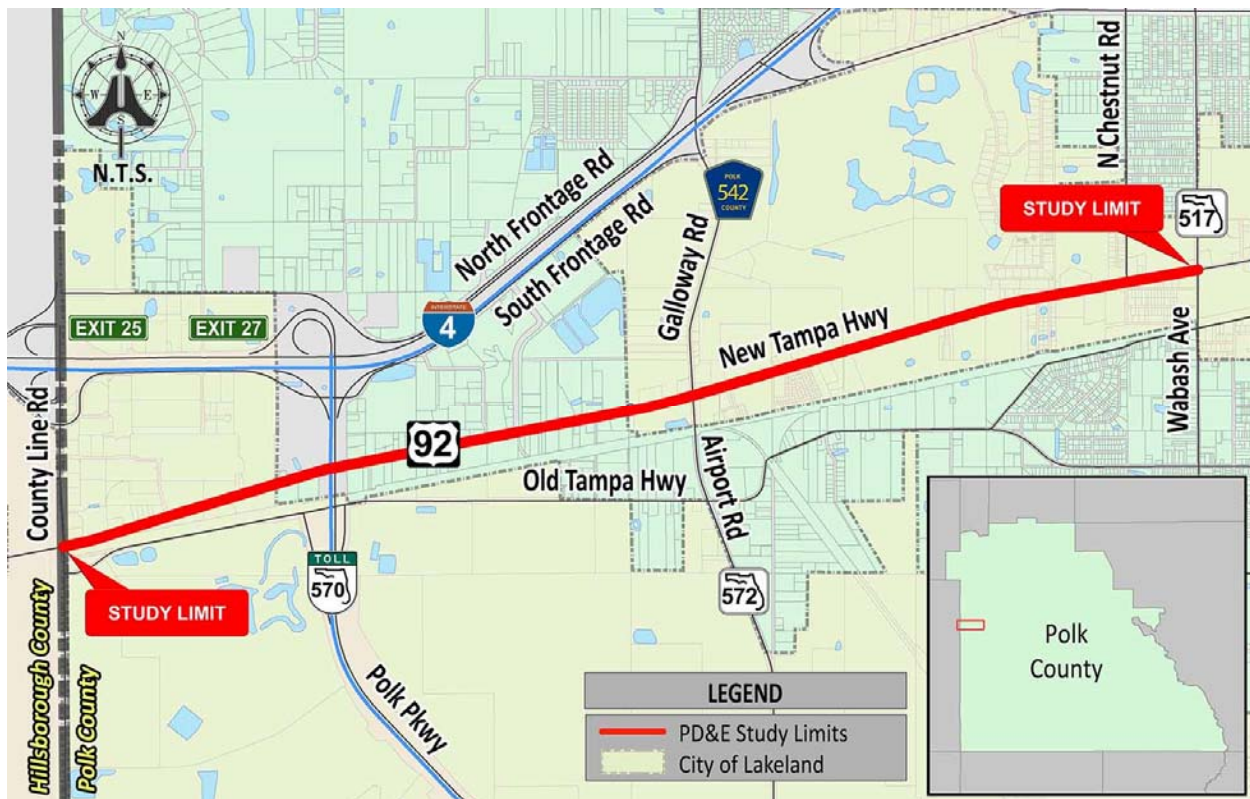 N
W
E
S
N.T.S.
North Frontage Rd
South Frontage Rd
INTERSTATE
4
EXIT 25
EXIT 27
County Line Rd
POLK
542
COUNTY
Galloway Rd
N Chestnut Rd
STUDY LIMIT
517
Wabash Ave
New Tampa Hwy
92
Old Tampa Hwy
Airport Rd
572
TOLL
570
Polk Pkwy
STUDY LIMIT
Hillsborough County
Polk County
LEGEND
PD&E Study Limits
City of Lakeland
Polk
County